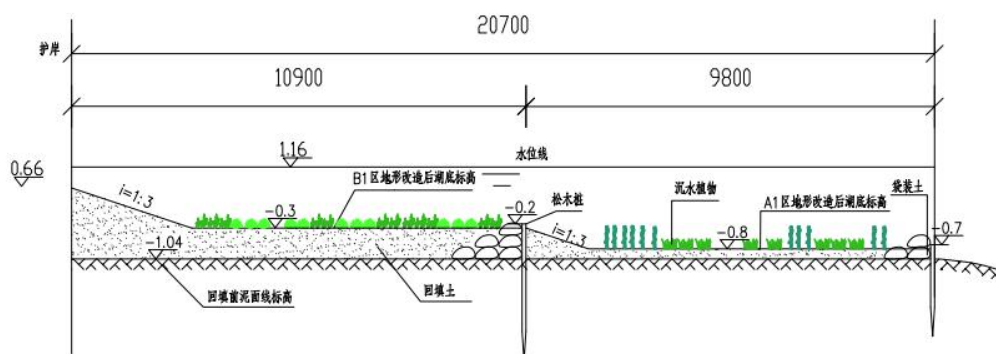 20700
护岸
10900
9800
1.16
水位线
0.66
i=1:3
B1区地形改造后湖底标高
-0.3
-0.2
松木桩
沉水植物
A1区地形改造后湖底标高
袋装土
i=1:3
-0.8
-0.7
-1.04
回填前泥面线标高
回填土